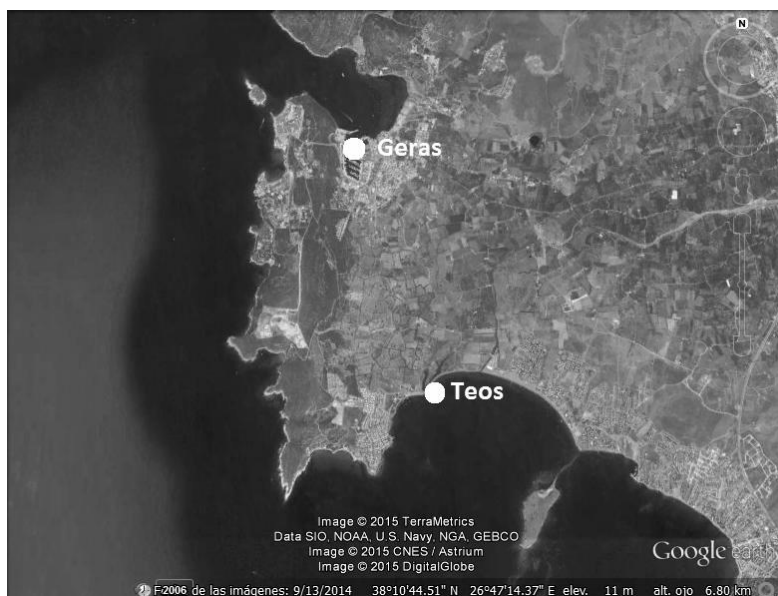 N
Geras
Teos
Image © 2015 TerraMetrics
Data SIO, NOAA, U.S. Navy, NGA, GEBCO
Image © 2015 CNES / Astrium
Image © 2015 DigitalGlobe
Google earth
2006 de las imágenes: 9/13/2014 38°10'44.51" N 26°47'14.37" E elev. 11 m alt. ojo 6.80 km